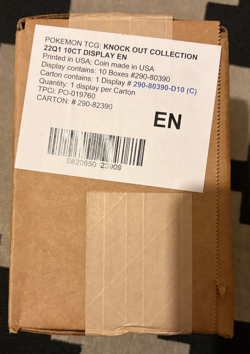 POKEMON TCG: KNOCK OUT COLLECTION
22Q1 10CT DISPLAY EN
Printed in USA; Coin made in USA
Display contains: 10 Boxes #290-80390
Carton contains: 1 Display # 290-80390-D10 (C)
Quantity: 1 display per Carton
TPCi: PO-019760
CARTON: # 290-82390
EN